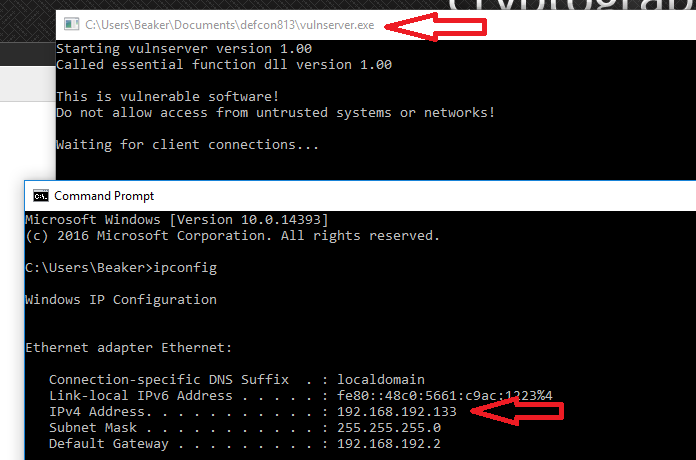 cryptograp
C:\Users\Beaker\Documents\defcon813\vulnserver.exe
Starting vulnserver version 1.00
Called essential function dll version 1.00
This is vulnerable software!
Do not allow access from untrusted systems or networks!
Waiting for client connections...
Command Prompt
Microsoft Windows [Version 10.0.14393]
(c) 2016 Microsoft Corporation. All rights reserved.
C:\Users\Beaker>ipconfig
Windows IP Configuration
Ethernet adapter Ethernet:
Connection-specific DNS Suffix  . : localdomain
Link-local IPv6 Address . . . . . : fe80::48c0:5661:c9ac:1223%4
IPv4 Address. . . . . . . . . . . : 192.168.192.133
Subnet Mask . . . . . . . . . . . : 255.255.255.0
Default Gateway . . . . . . . . . : 192.168.192.2